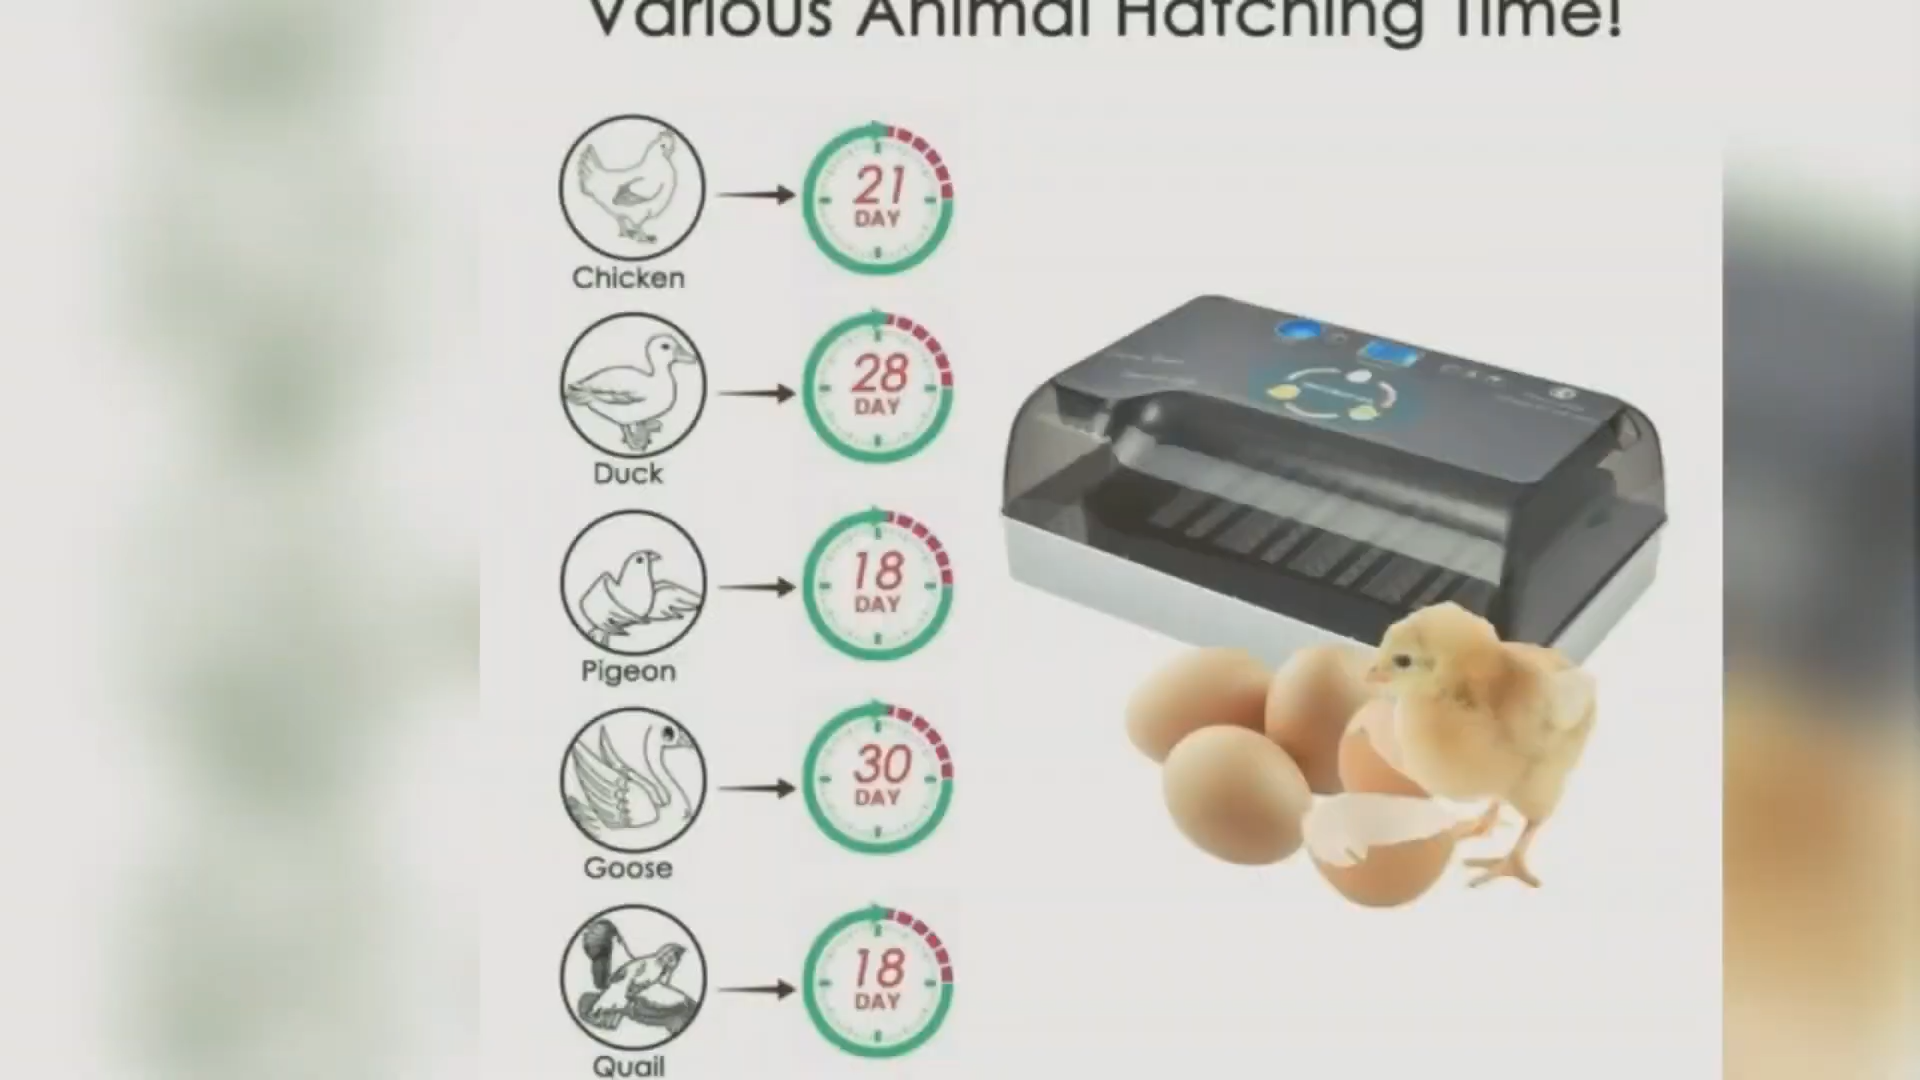 Various Animal Hatching Time!
21
DAY
Chicken
28
DAY
Duck
18
DAY
Pigeon
30
DAY
Goose
18
DAY
Quail